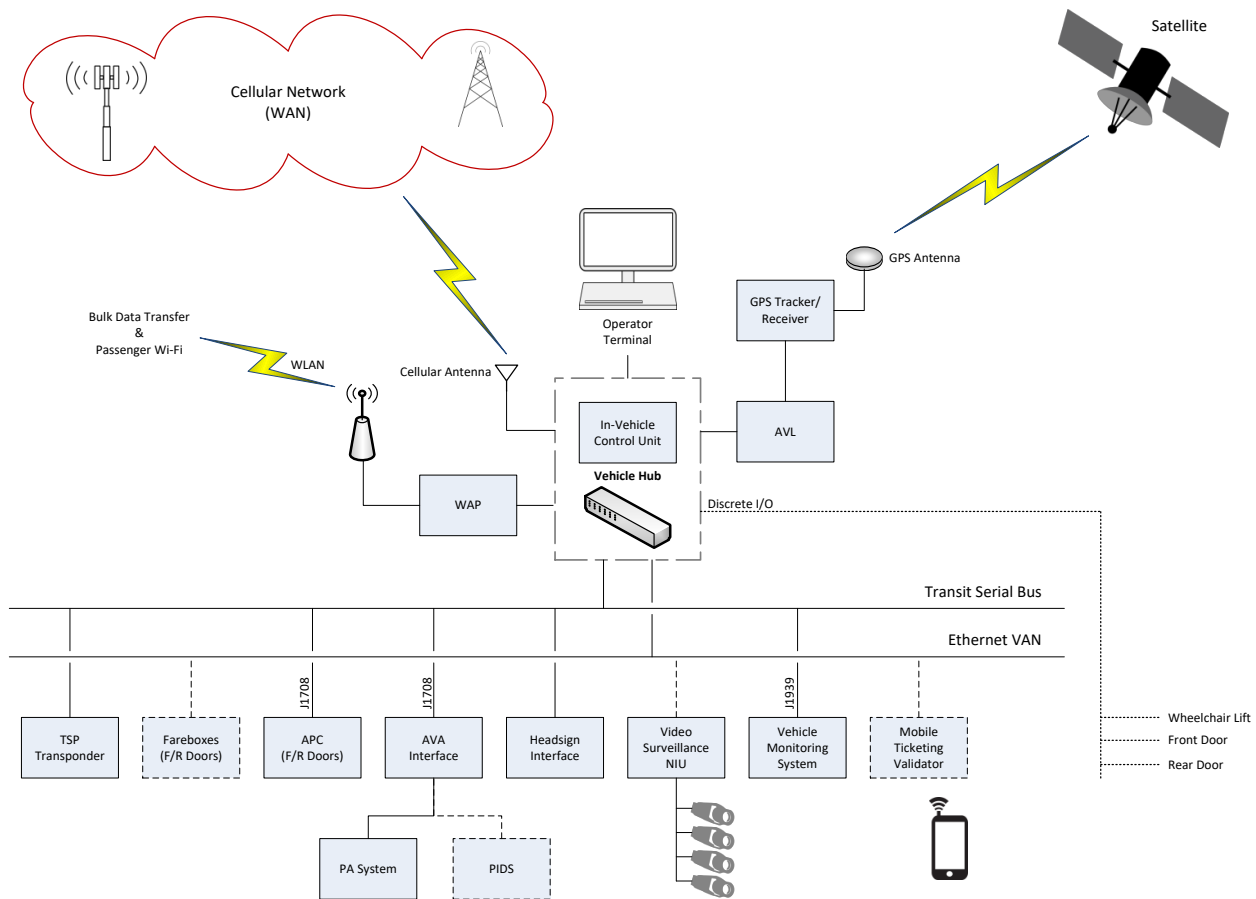 Satellite
Cellular Network
(WAN)
GPS Antenna
GPS Tracker/
Receiver
Operator
Terminal
Bulk Data Transfer
&
Passenger Wi-Fi
WLAN
Cellular Antenna
In-Vehicle
Control Unit
AVL
Vehicle Hub
WAP
Discrete I/O
Transit Serial Bus
Ethernet VAN
J1708
J1708
J1939
TSP
Transponder
Fareboxes
(F/R Doors)
APC
(F/R Doors)
AVA
Interface
Headsign
Interface
Video
Surveillance
NIU
Vehicle
Monitoring
System
Mobile
Ticketing
Validator
Wheelchair Lift
Front Door
Rear Door
PA System
PIDS